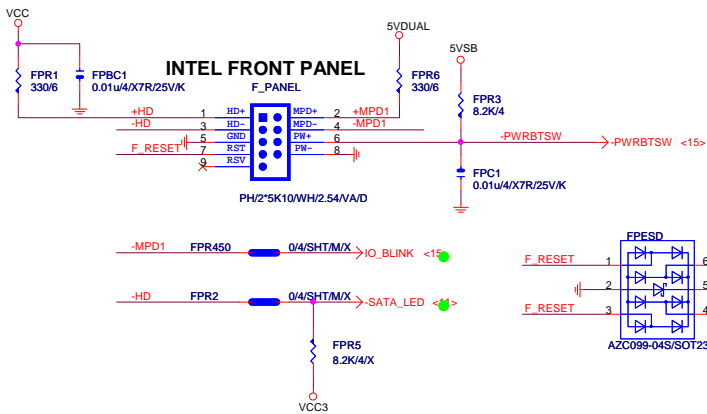 VCC
5VDUAL
5VSB
INTEL FRONT PANEL
F_PANEL
FPR1
330/6
FPBC1
0.01u/4/X7R/25V/K
FPR6
330/6
FPR3
8.2K/4
+HD 1 HD+ MPD+ 2 +MPD1
-HD 3 HD- MPD- 4 -MPD1
5 GND PW+ 6 -PWRBTSW -PWRBTSW <15>
F_RESET 7 RST PW- 8
9 RSV
FPC1
0.01u/4/X7R/25V/K
PH/2*5K10/WH/2.54/VA/D
-MPD1 FPR450 0/4/SHT/M/X IO_BLINK
-HD FPR2 0/4/SHT/M/X -SATA_LED
FPR5
8.2K/4/X
VCC3
FPESD
F_RESET 1 6
2 5
F_RESET 3 4
AZC099-04S/SOT23